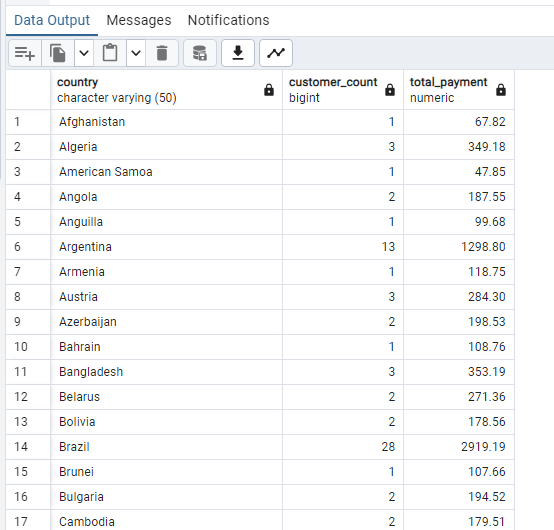 Data Output Messages Notifications
country customer_count total_payment
character varying (50) bigint numeric
1 Afghanistan 1 67.82
2 Algeria 3 349.18
3 American Samoa 1 47.85
4 Angola 2 187.55
5 Anguilla 1 99.68
6 Argentina 13 1298.80
7 Armenia 1 118.75
8 Austria 3 284.30
9 Azerbaijan 2 198.53
10 Bahrain 1 108.76
11 Bangladesh 3 353.19
12 Belarus 2 271.36
13 Bolivia 2 178.56
14 Brazil 28 2919.19
15 Brunei 1 107.66
16 Bulgaria 2 194.52
17 Cambodia 2 179.51